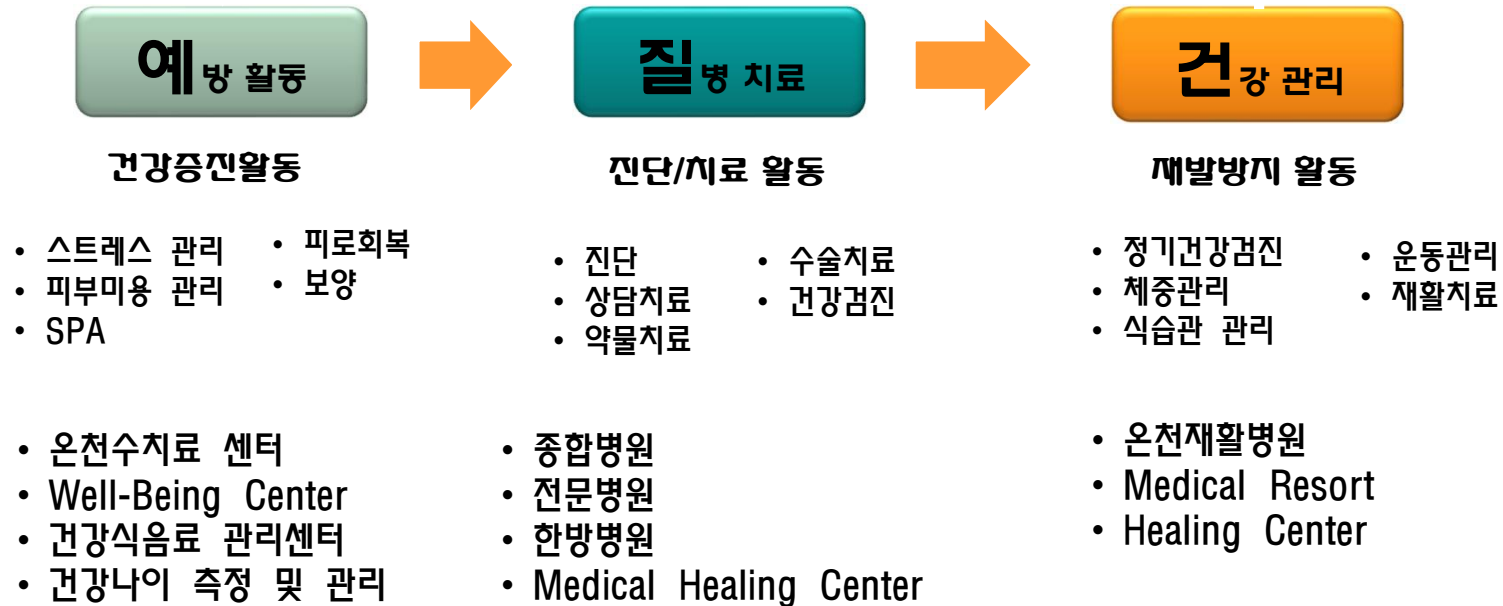 예방 활동
질병 치료
건강 관리
건강증진활동
진단/치료 활동
재발방지 활동
• 스트레스 관리
• 피부미용 관리
• SPA
• 피로회복
• 보양
• 진단
• 상담치료
• 약물치료
• 수술치료
• 건강검진
• 정기건강검진
• 체중관리
• 식습관 관리
• 운동관리
• 재활치료
• 온천수치료 센터
• Well-Being Center
• 건강식음료 관리센터
• 건강나이 측정 및 관리
• 종합병원
• 전문병원
• 한방병원
• Medical Healing Center
• 온천재활병원
• Medical Resort
• Healing Center